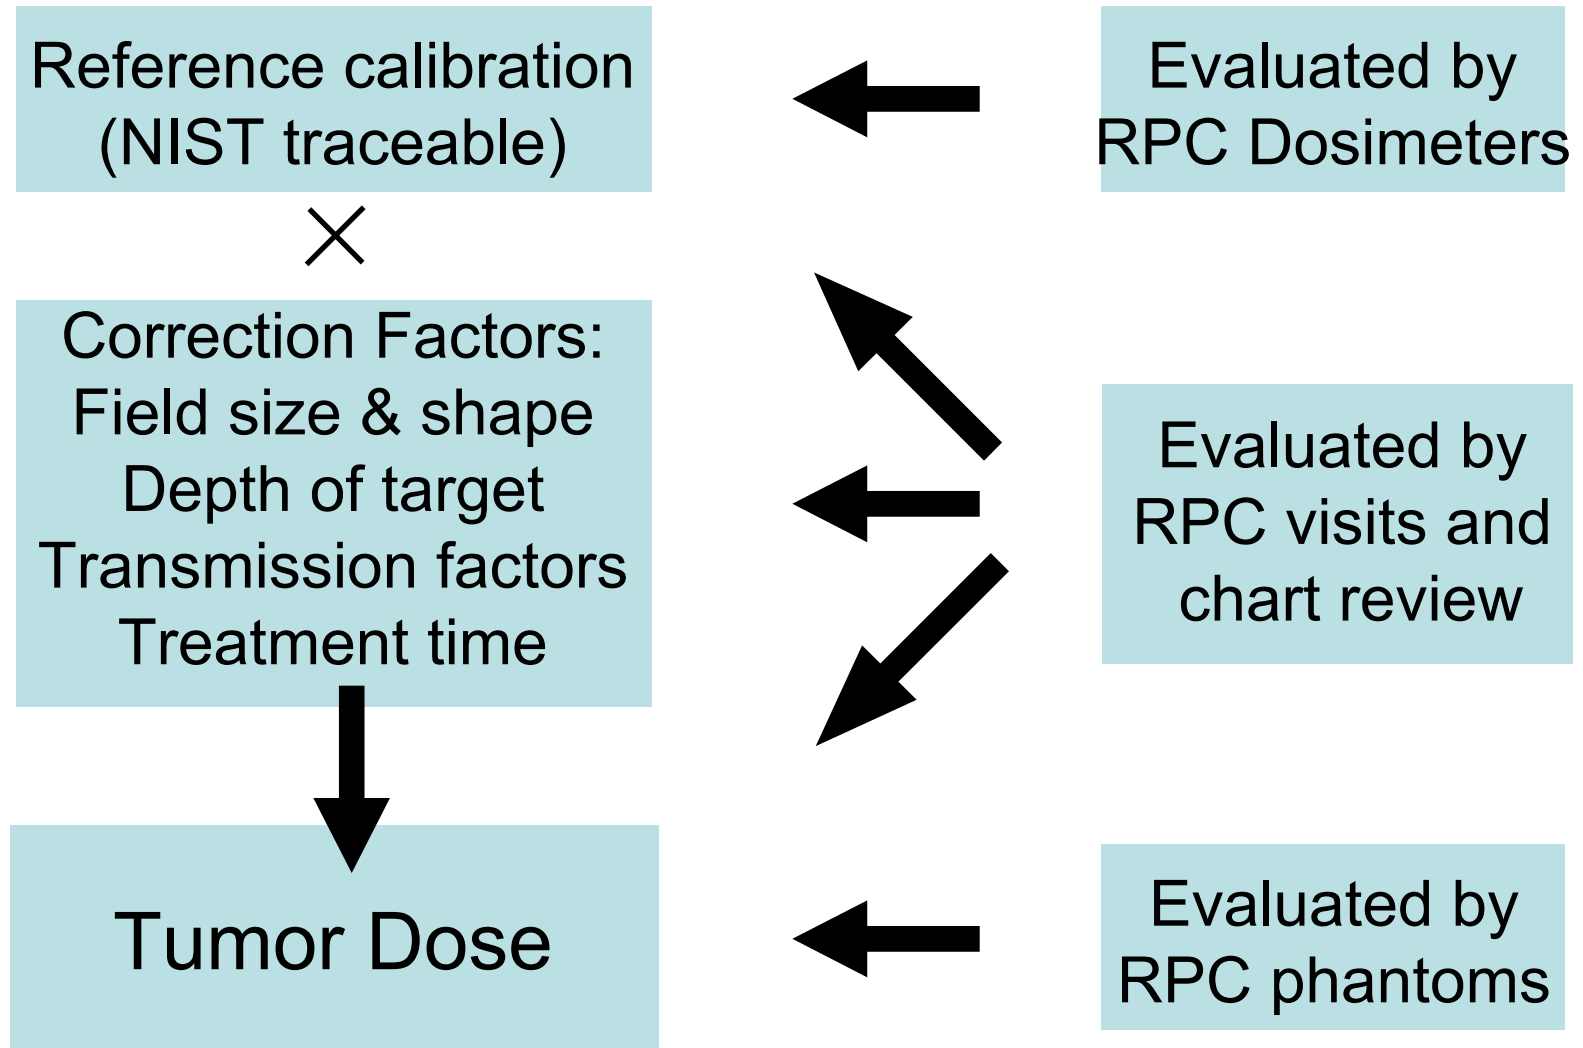 Reference calibration
(NIST traceable)
×
Correction Factors:
Field size & shape
Depth of target
Transmission factors
Treatment time
Tumor Dose
Evaluated by
RPC Dosimeters
Evaluated by
RPC visits and
chart review
Evaluated by
RPC phantoms